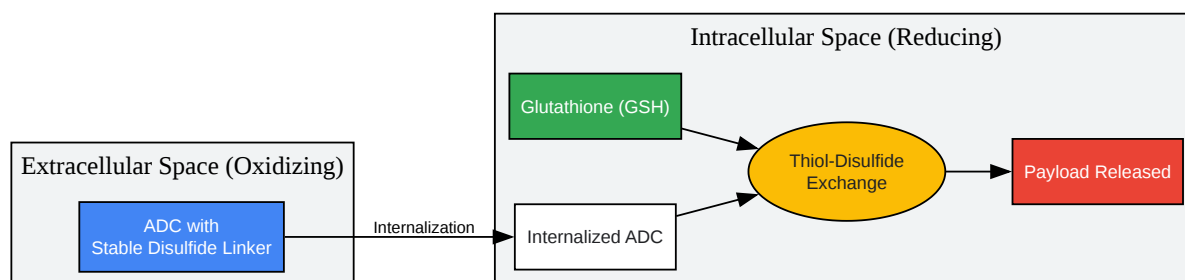 Extracellular Space (Oxidizing)
ADC with
Stable Disulfide Linker
Internalization
Intracellular Space (Reducing)
Glutathione (GSH)
Internalized ADC
Thiol-Disulfide
Exchange
Payload Released